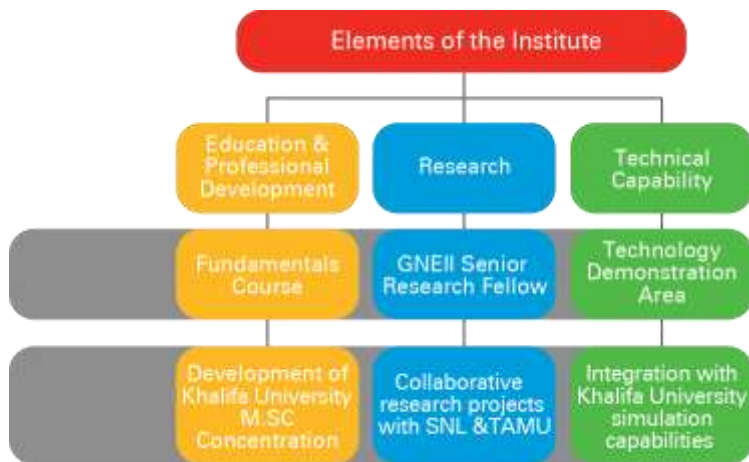 Elements of the Institute
Education &
Professional
Development
Research
Technical
Capability
Fundamentals
Course
GNEII Senior
Research Fellow
Technology
Demonstration
Area
Development of
Khalifa University
M.SC
Concentration
Collaborative
research projects
with SNL &TAMU
Integration with
Khalifa University
simulation
capabilities